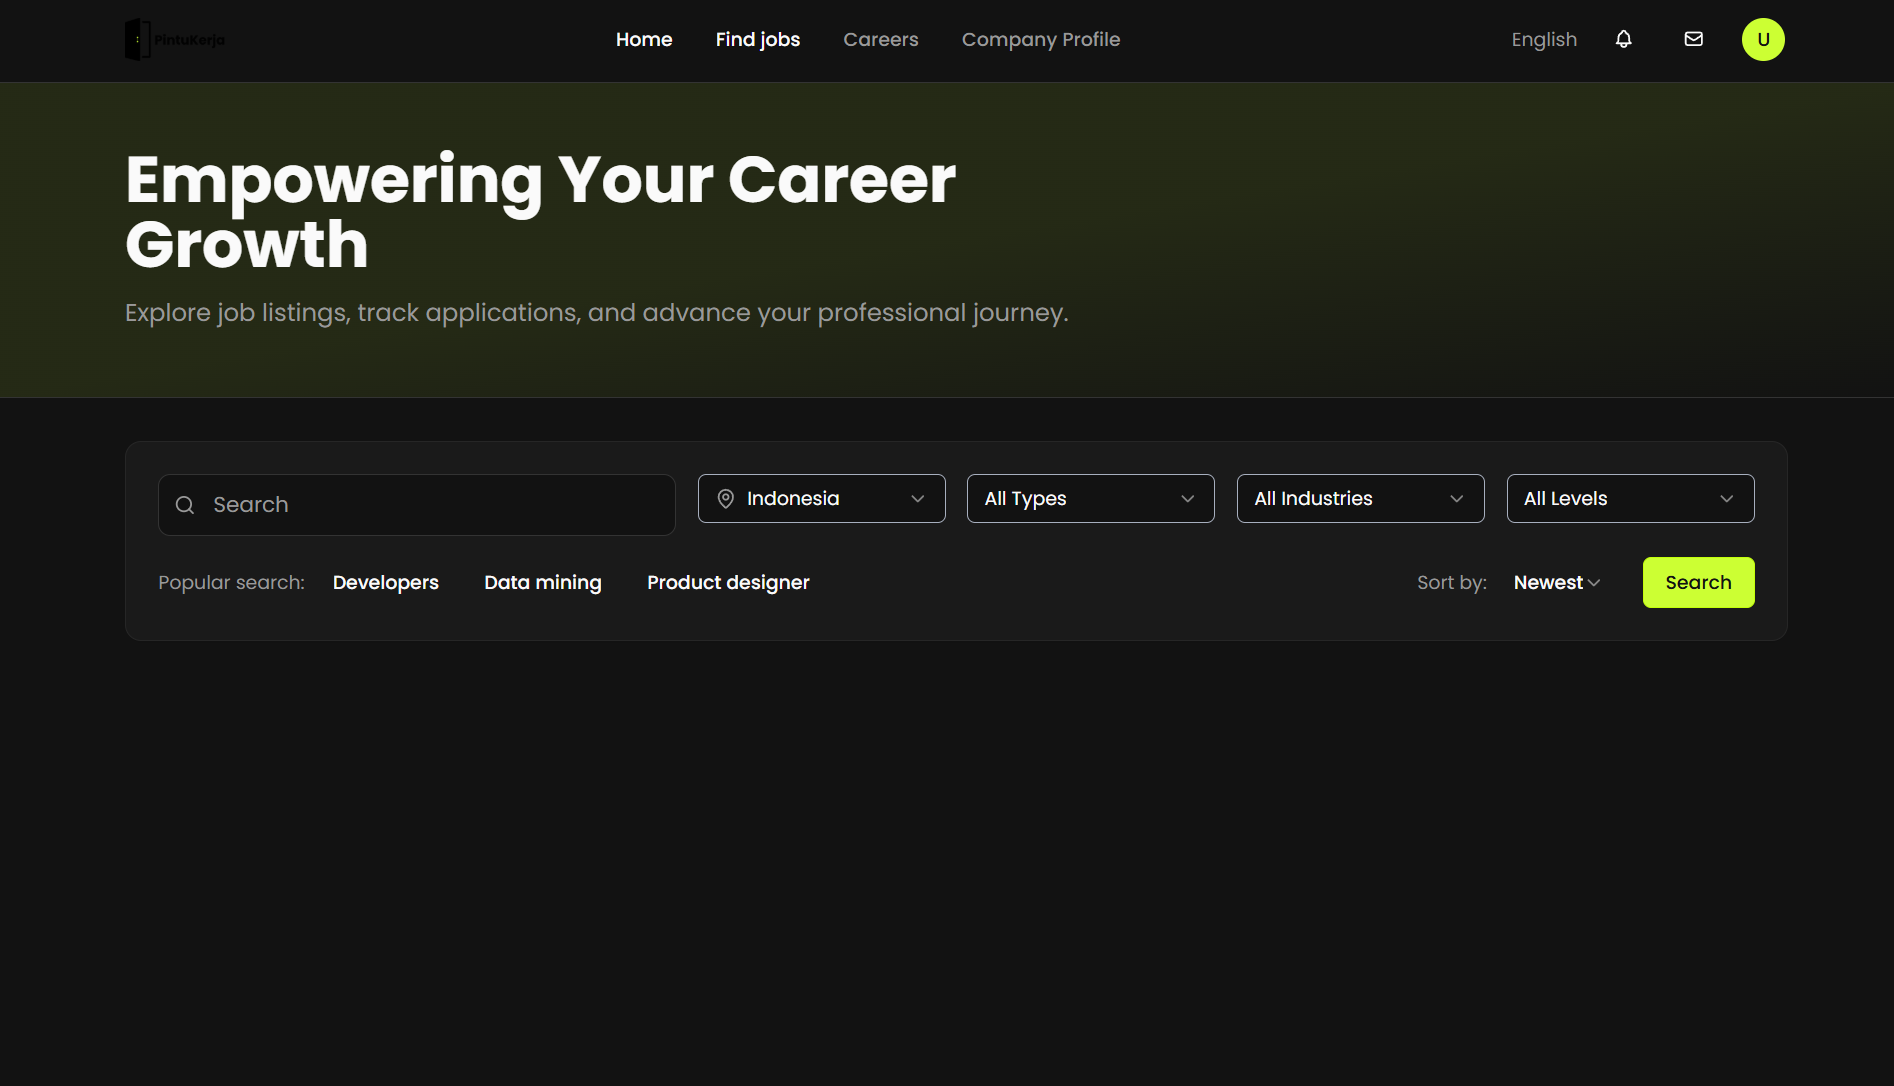 PintuKerja
Home Find jobs Careers Company Profile
English U
Empowering Your Career
Growth
Explore job listings, track applications, and advance your professional journey.
Search Indonesia All Types All Industries All Levels
Popular search: Developers Data mining Product designer Sort by: Newest Search